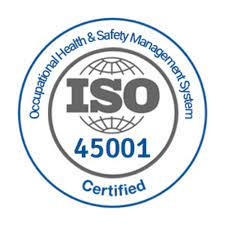 Occupational Health & Safety Management System
ISO
45001
Certified